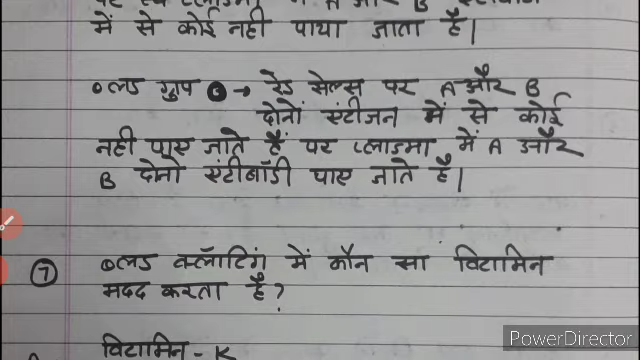 में से कोई नही पाया जाता है।
ब्लड ग्रुप O → रेड सेल्स पर A और B
दोनों एंटीजन में से कोई
नही पाए जाते हैं पर प्लाज्मा में A और
B दोनो एंटीबॉडी पाए जाते है।
7 ब्लड क्लॉटिंग में कौन सा विटामिन
मदद करता है?
विटामिन - K
PowerDirector